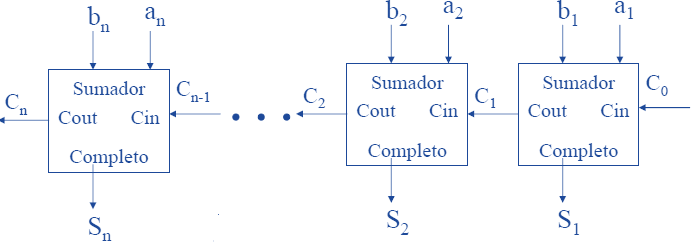 bn an b2 a2 b1 a1
Sumador Sumador Sumador
Cn Cout Cin Cn-1 • • • C2 Cout Cin C1 Cout Cin C0
Completo Completo Completo
Sn S2 S1